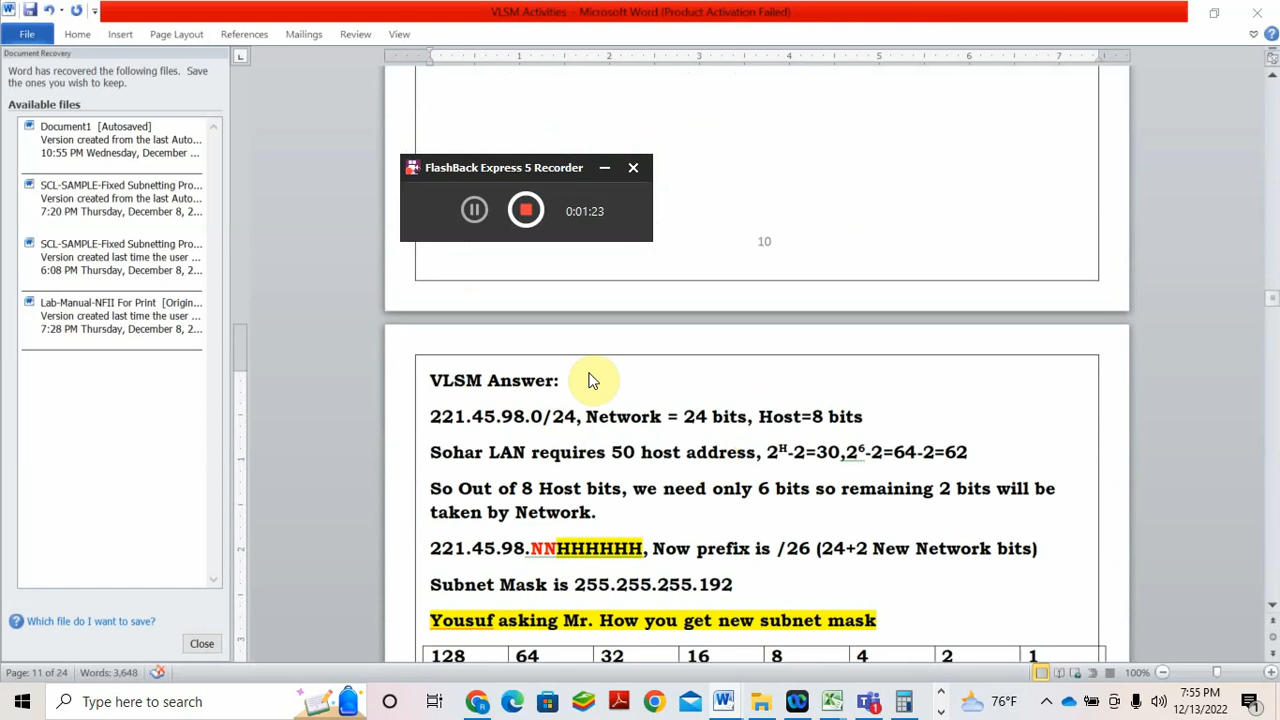 VLSM Activities - Microsoft Word (Product Activation Failed)
File Home Insert Page Layout References Mailings Review View
Document Recovery
Word has recovered the following files. Save
the ones you wish to keep.
Available files
Document1 [Autosaved]
Version created from the last Auto...
10:55 PM Wednesday, December ...
SCL-SAMPLE-Fixed Subnetting Pro...
Version created from the last Auto...
7:20 PM Thursday, December 8, 2...
SCL-SAMPLE-Fixed Subnetting Pro...
Version created last time the user ...
6:08 PM Thursday, December 8, 2...
Lab-Manual-NFII For Print [Origin...
Version created last time the user ...
7:28 PM Thursday, December 8, 2...
Which file do I want to save?
Close
1 2 3 4 5 6 7
FlashBack Express 5 Recorder
0:01:23
10
VLSM Answer:
221.45.98.0/24, Network = 24 bits, Host=8 bits
Sohar LAN requires 50 host address, 2ᴴ-2=30,2⁶-2=64-2=62
So Out of 8 Host bits, we need only 6 bits so remaining 2 bits will be
taken by Network.
221.45.98.NNHHHHHH, Now prefix is /26 (24+2 New Network bits)
Subnet Mask is 255.255.255.192
Yousuf asking Mr. How you get new subnet mask
128 64 32 16 8 4 2 1
Page: 11 of 24 Words: 3,648 100%
Type here to search
76°F
7:55 PM
12/13/2022